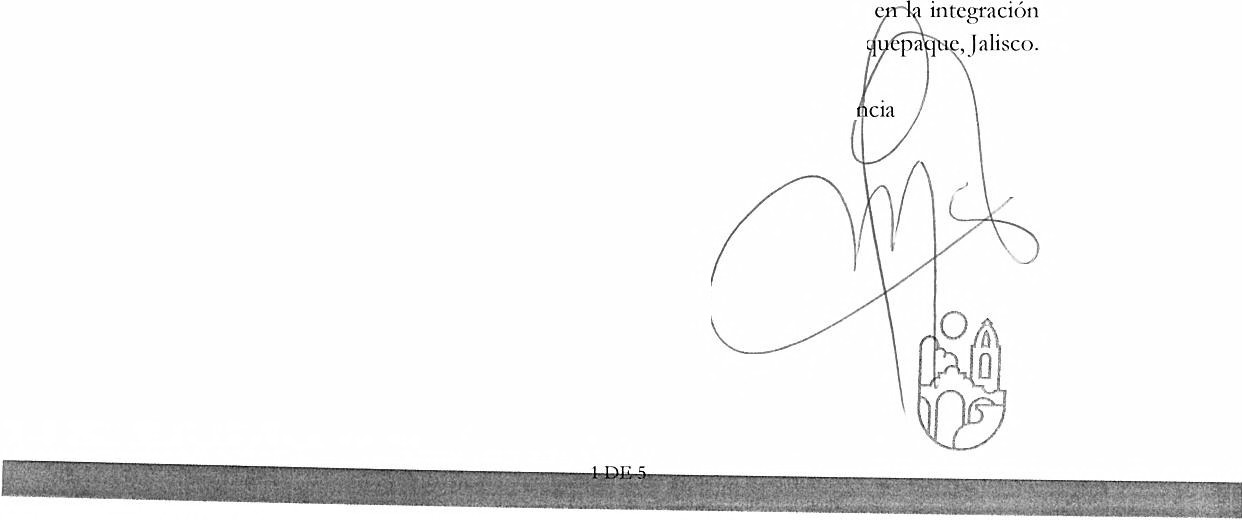 en la integración
quepaque, Jalisco.
ncia
1 DE 5